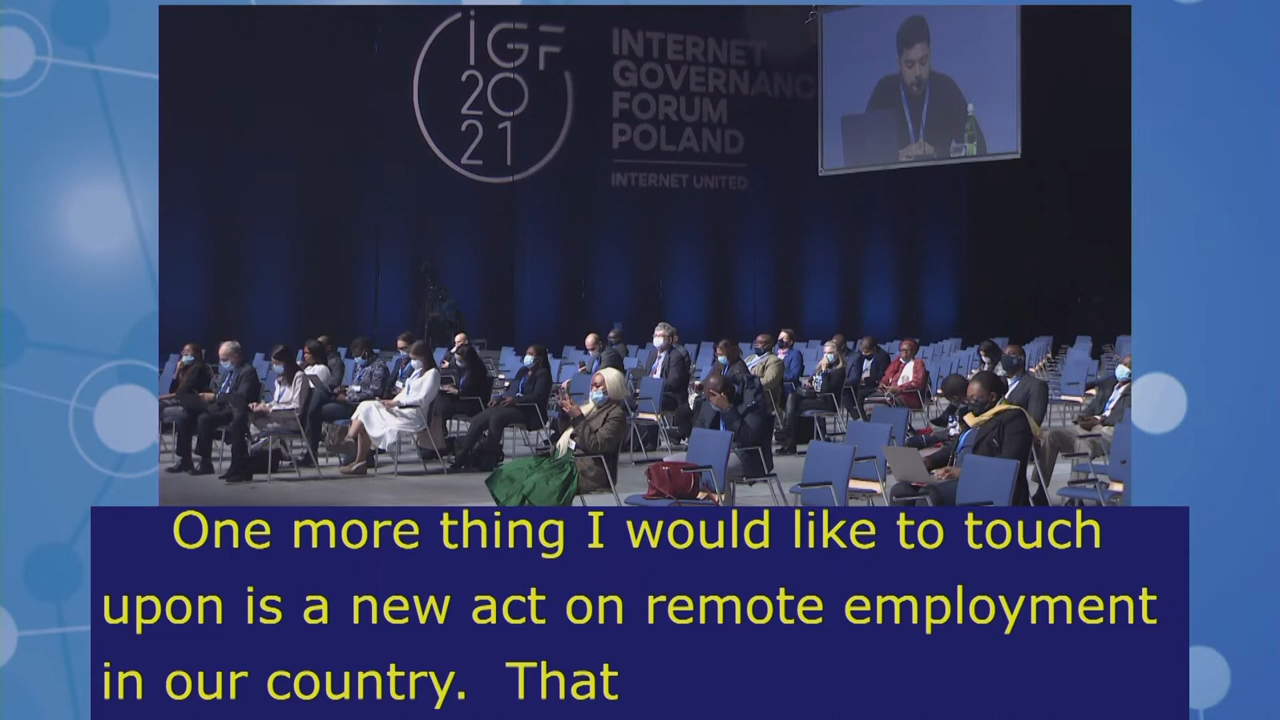 IGF
20
21
INTERNET
GOVERNANC
FORUM
POLAND
INTERNET UNITED
One more thing I would like to touch
upon is a new act on remote employment
in our country. That